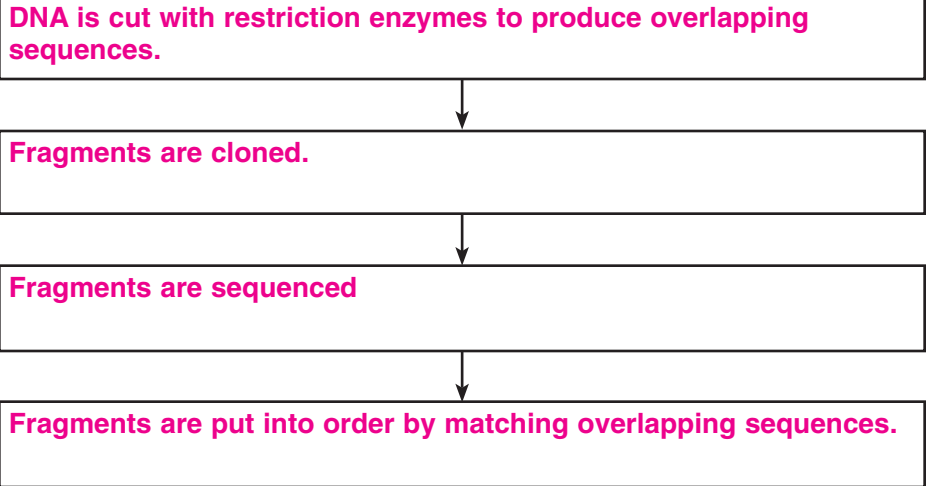 DNA is cut with restriction enzymes to produce overlapping
sequences.
Fragments are cloned.
Fragments are sequenced
Fragments are put into order by matching overlapping sequences.